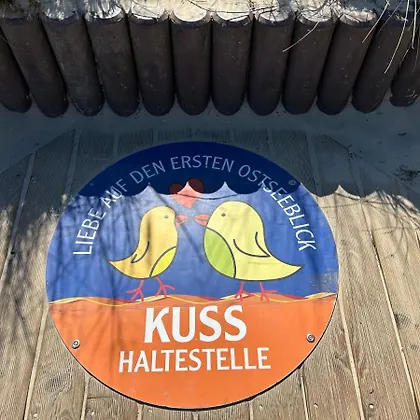 LIEBE AUF DEN ERSTEN OSTSEEBLICK
KUSS
HALTESTELLE